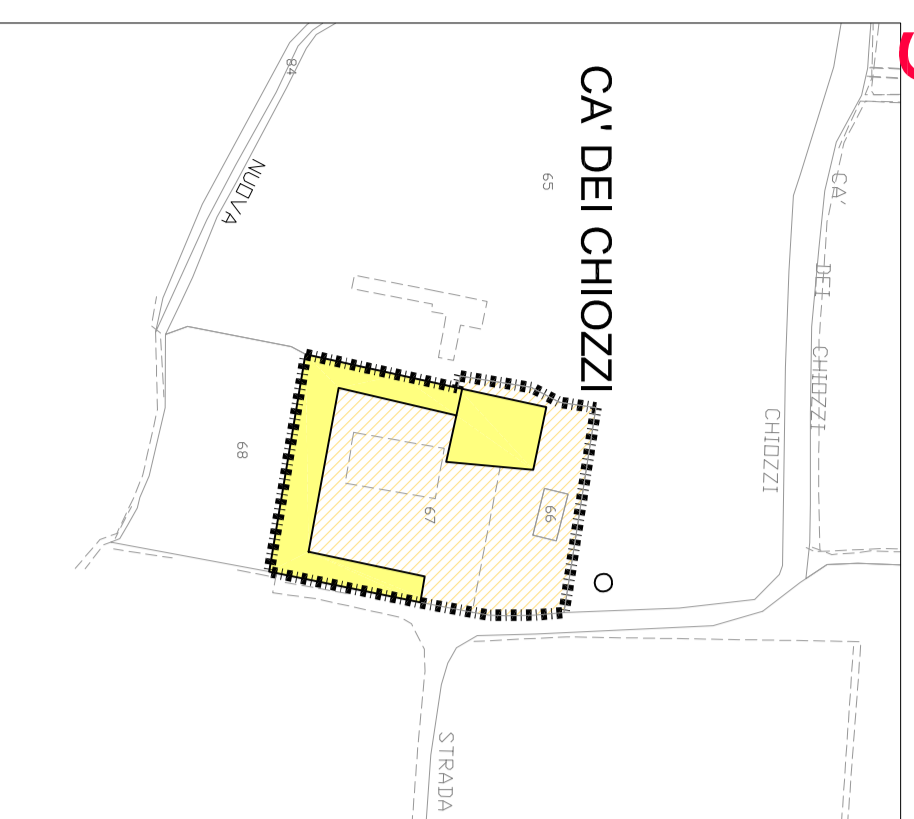 84
NUOVA
65
CA' DEI CHIOZZI
CA'
DEI
CHIOZZI
CHIOZZI
68
67
66
O
STRADA